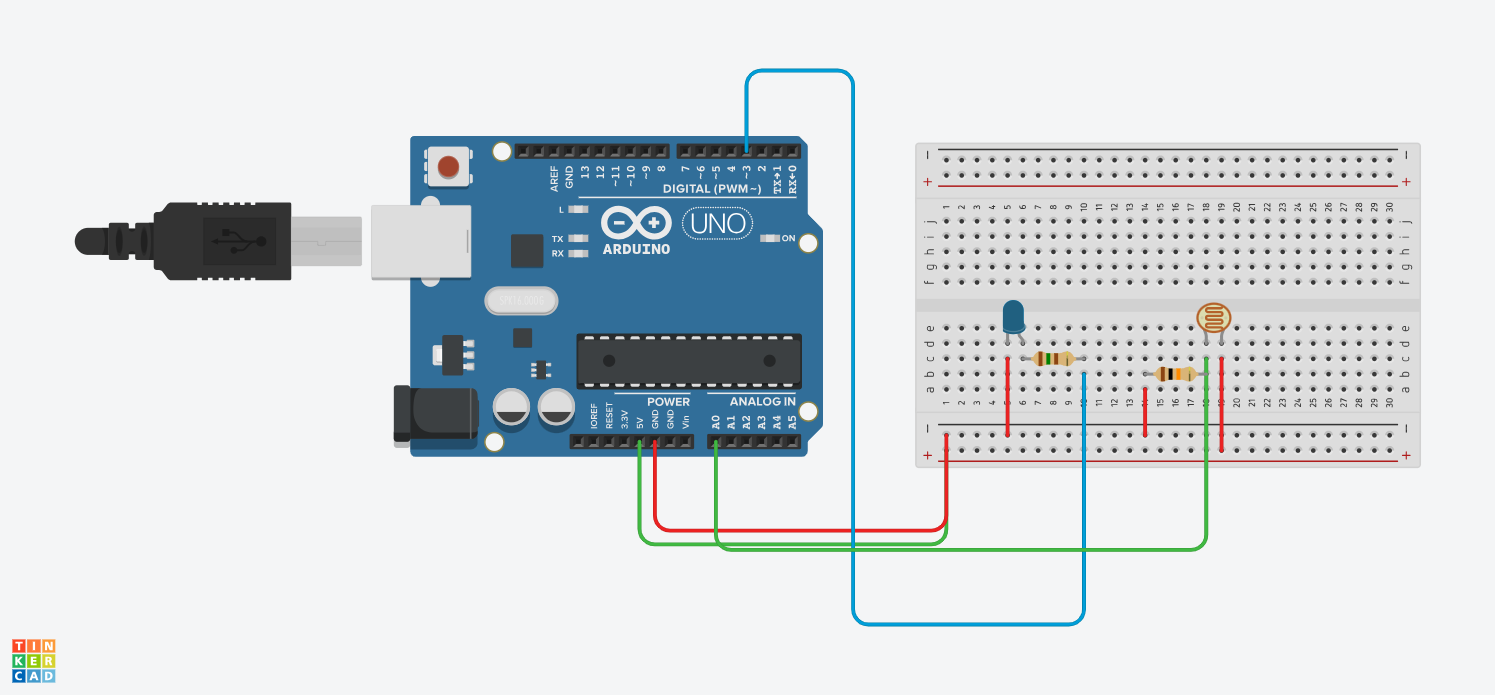 AREF GND 13 12 ~11 ~10 ~9 8 7 ~6 ~5 4 ~3 2 TX→1 RX←0
DIGITAL (PWM ~)
L
TX
RX
UNO
ON
ARDUINO
POWER
ANALOG IN
IOREF RESET 3.3V 5V GND GND Vin A0 A1 A2 A3 A4 A5
− −
+ +
1 2 3 4 5 6 7 8 9 10 11 12 13 14 15 16 17 18 19 20 21 22 23 24 25 26 27 28 29 30
j j
i i
h h
g g
f f
e e
d d
c c
b b
a a
1 2 3 4 5 6 7 8 9 10 11 12 13 14 15 16 17 18 19 20 21 22 23 24 25 26 27 28 29 30
− −
+ +
TIN
KER
CAD